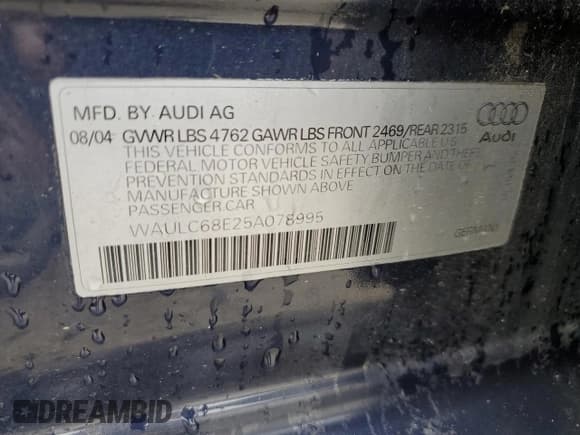 MFD. BY AUDI AG
08/04 GVWR LBS 4762 GAWR LBS FRONT 2469/REAR 2315
THIS VEHICLE CONFORMS TO ALL APPLICABLE U.S.
FEDERAL MOTOR VEHICLE SAFETY BUMPER AND THEFT
PREVENTION STANDARDS IN EFFECT ON THE DATE OF
MANUFACTURE SHOWN ABOVE
PASSENGER CAR
WAULC68E25A078995
Audi
GERMANY
DREAMBID